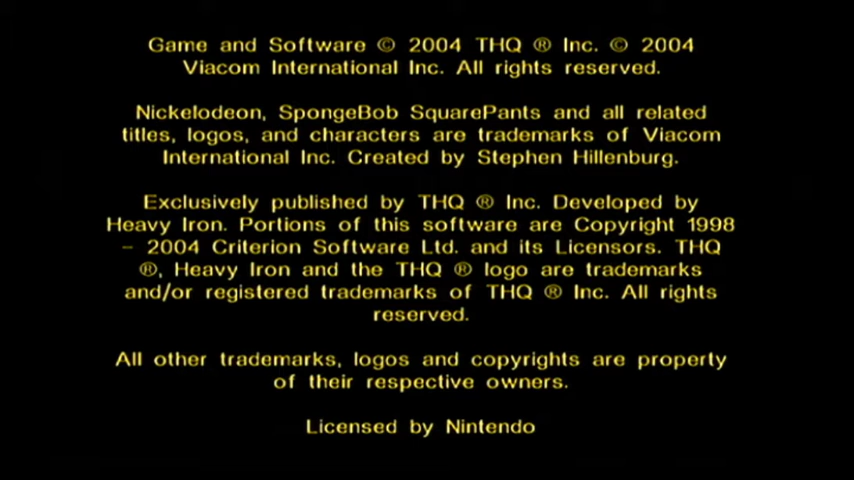 Game and Software © 2004 THQ ® Inc. © 2004
Viacom International Inc. All rights reserved.
Nickelodeon, SpongeBob SquarePants and all related
titles, logos, and characters are trademarks of Viacom
International Inc. Created by Stephen Hillenburg.
Exclusively published by THQ ® Inc. Developed by
Heavy Iron. Portions of this software are Copyright 1998
– 2004 Criterion Software Ltd. and its Licensors. THQ
®, Heavy Iron and the THQ ® logo are trademarks
and/or registered trademarks of THQ ® Inc. All rights
reserved.
All other trademarks, logos and copyrights are property
of their respective owners.
Licensed by Nintendo